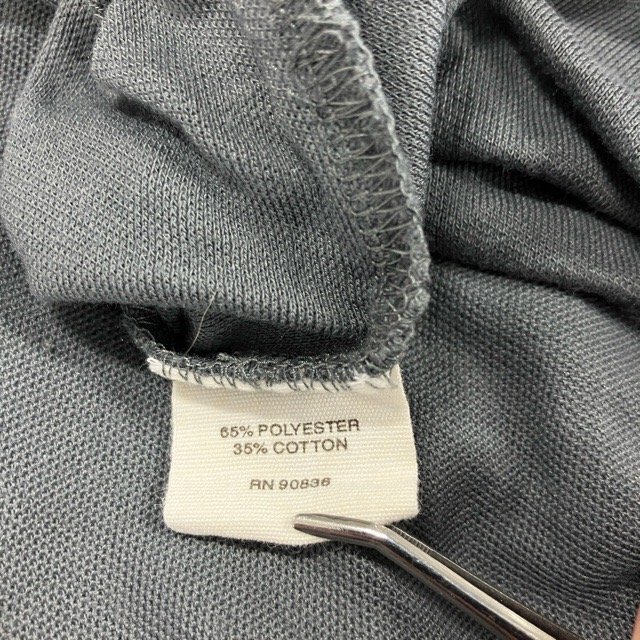 65% POLYESTER
35% COTTON
RN 90836